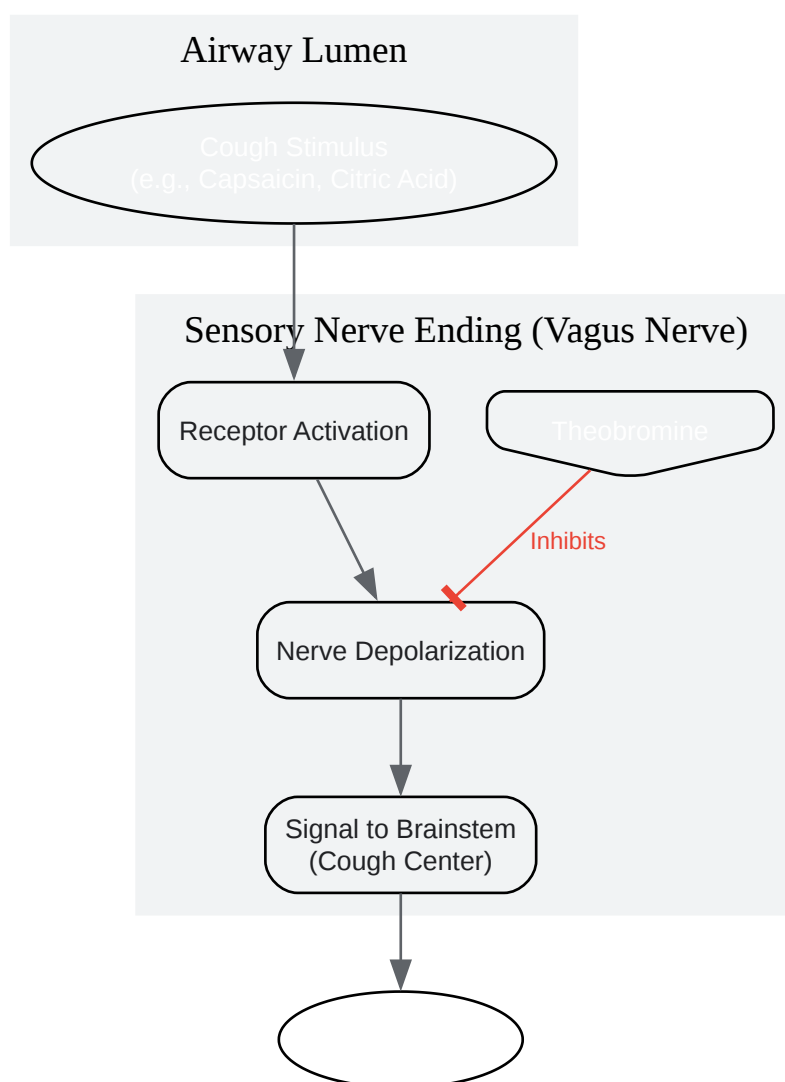 Airway Lumen
Cough Stimulus
(e.g., Capsaicin, Citric Acid)
Sensory Nerve Ending (Vagus Nerve)
Receptor Activation
Theobromine
Inhibits
Nerve Depolarization
Signal to Brainstem
(Cough Center)